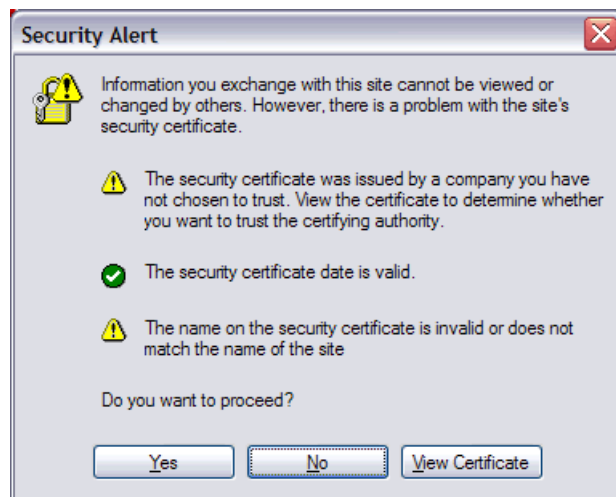 Security Alert
Information you exchange with this site cannot be viewed or
changed by others. However, there is a problem with the site's
security certificate.
The security certificate was issued by a company you have
not chosen to trust. View the certificate to determine whether
you want to trust the certifying authority.
The security certificate date is valid.
The name on the security certificate is invalid or does not
match the name of the site
Do you want to proceed?
Yes No View Certificate